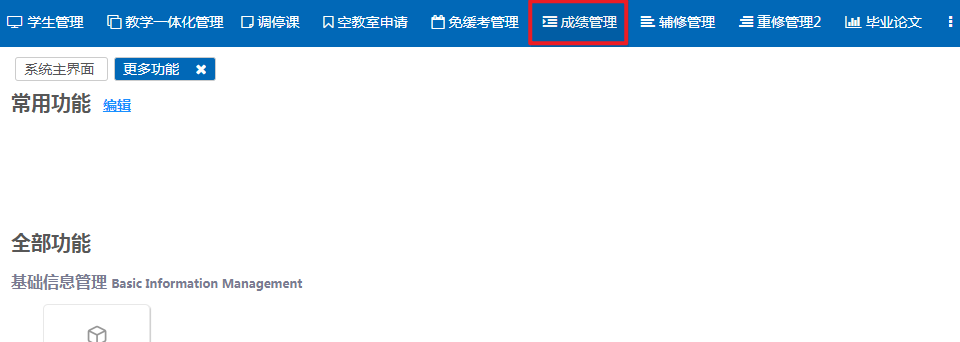 学生管理 教学一体化管理 调停课 空教室申请 免缓考管理 成绩管理 辅修管理 重修管理2 毕业论文
系统主界面 更多功能
常用功能 编辑
全部功能
基础信息管理 Basic Information Management